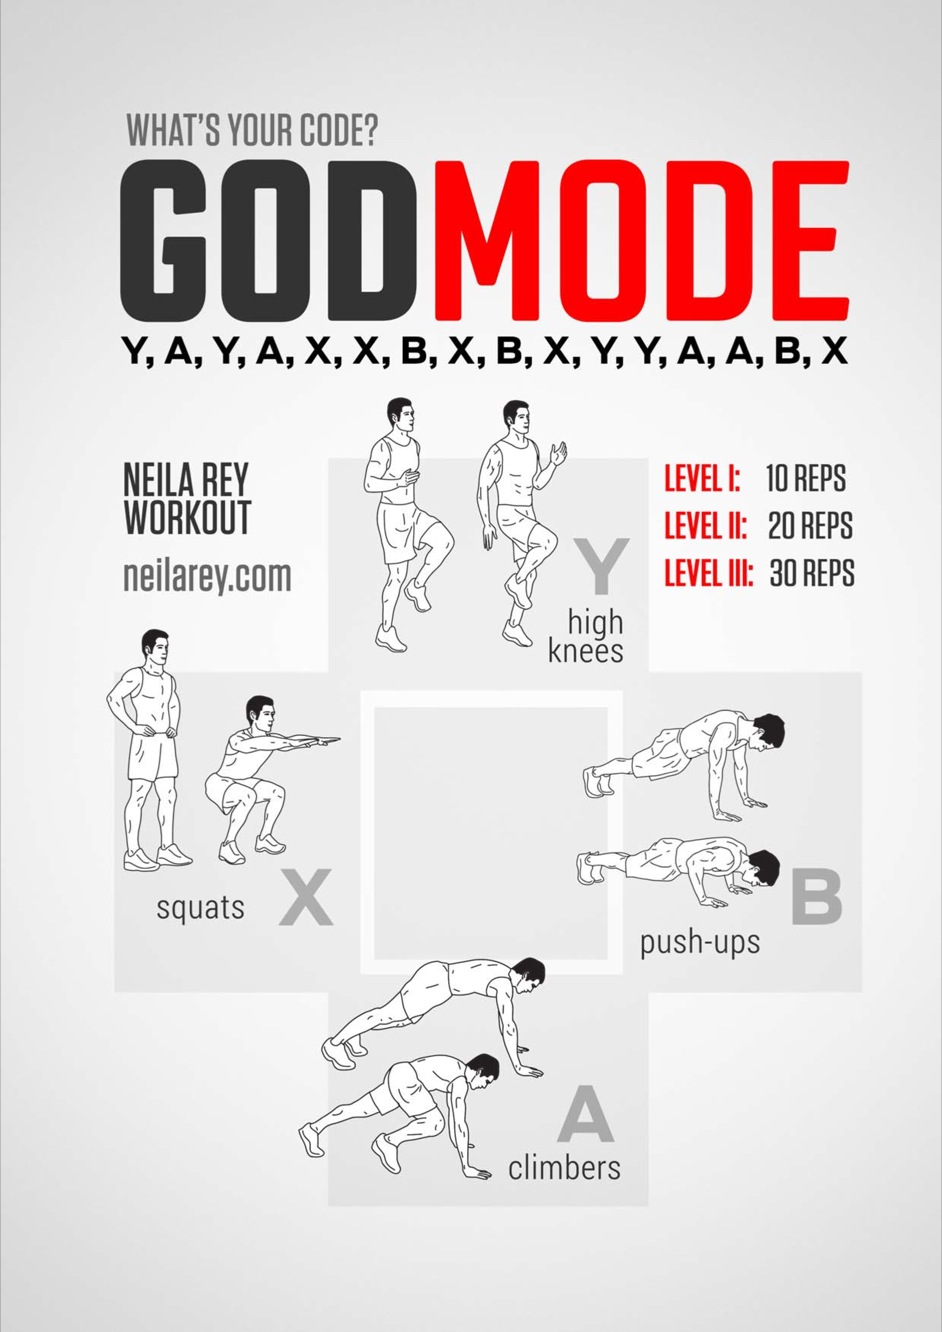 WHAT'S YOUR CODE?
GODMODE
Y, A, Y, A, X, X, B, X, B, X, Y, Y, A, A, B, X
NEILA REY
WORKOUT
neilarey.com
LEVEL I: 10 REPS
LEVEL II: 20 REPS
LEVEL III: 30 REPS
Y
high
knees
squats X
B
push-ups
A
climbers